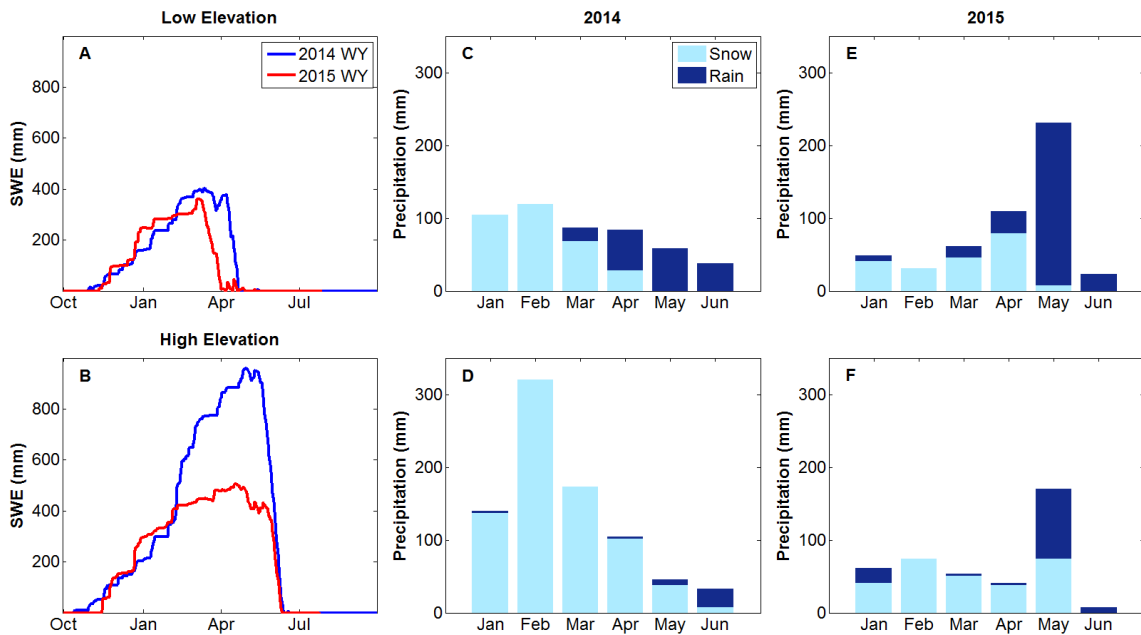 Low Elevation
2014
2015
A
2014 WY
2015 WY
SWE (mm)
800
600
400
200
Oct
Jan
Apr
Jul
C
Snow
Rain
Precipitation (mm)
300
200
100
0
Jan
Feb
Mar
Apr
May
Jun
E
Precipitation (mm)
300
200
100
0
Jan
Feb
Mar
Apr
May
Jun
High Elevation
B
SWE (mm)
800
600
400
200
Oct
Jan
Apr
Jul
D
Precipitation (mm)
300
200
100
0
Jan
Feb
Mar
Apr
May
Jun
F
Precipitation (mm)
300
200
100
0
Jan
Feb
Mar
Apr
May
Jun